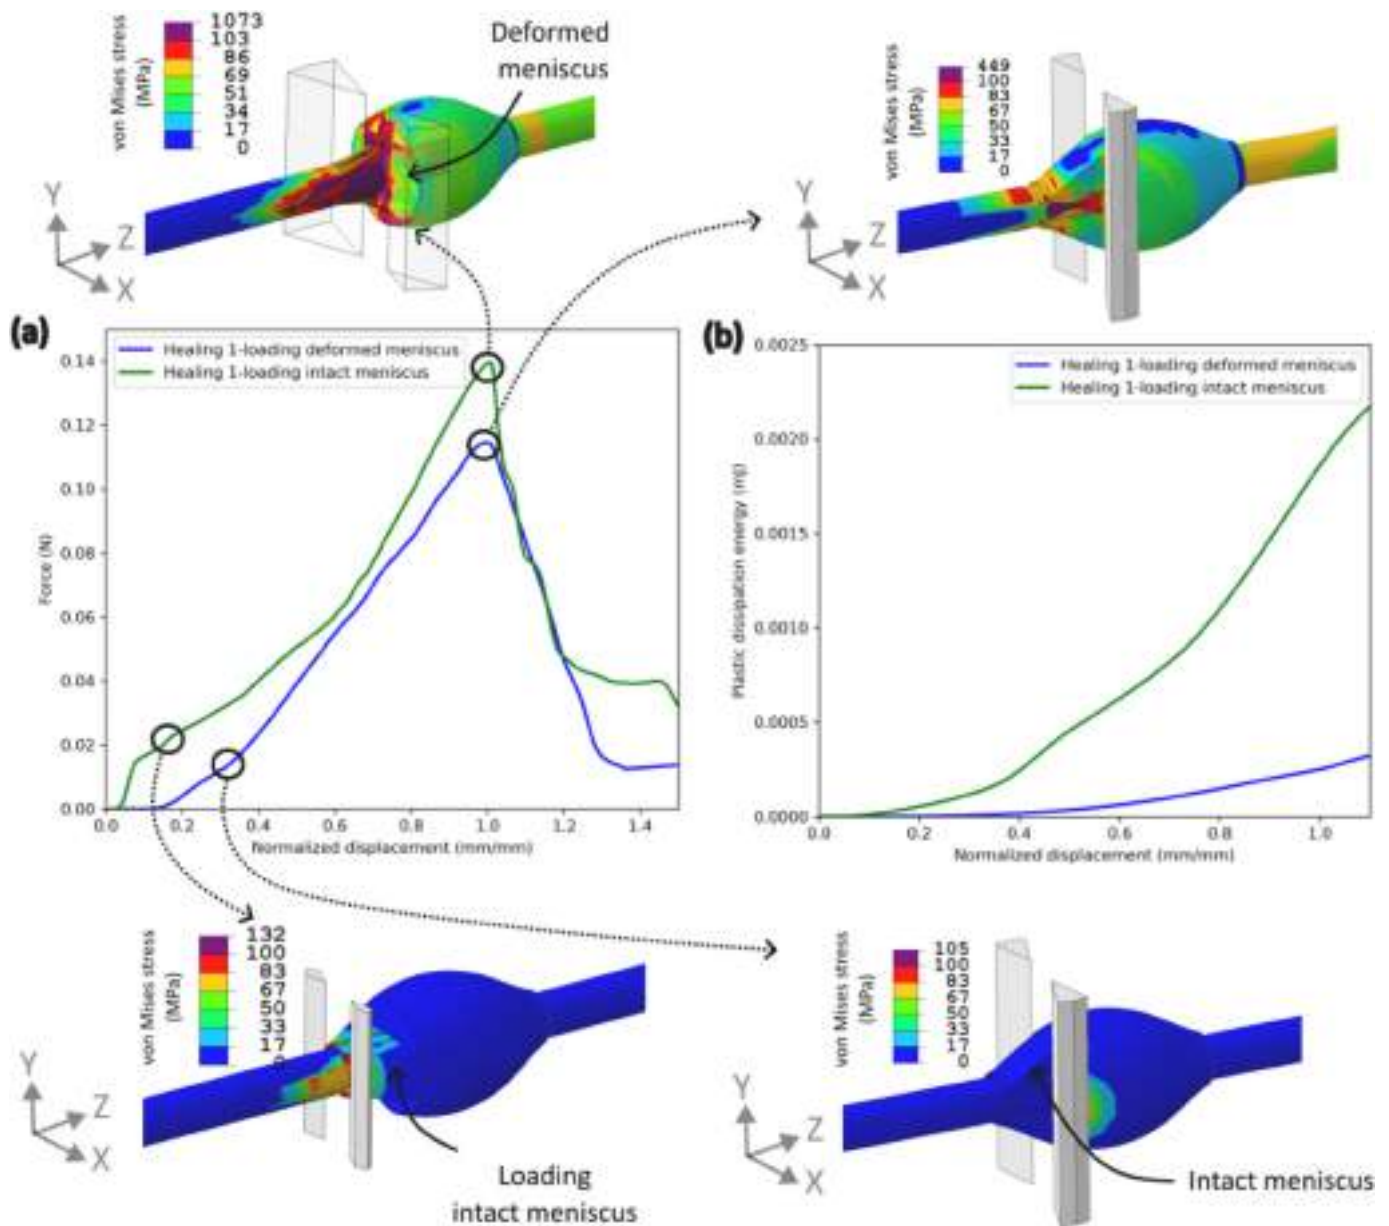 von Mises stress
(MPa)
1073
103
86
69
51
34
17
0
Deformed
meniscus
Y
Z
X
von Mises stress
(MPa)
449
100
83
67
50
33
17
0
Y
Z
X
(a)
Healing 1-loading deformed meniscus
Healing 1-loading intact meniscus
0.14
0.12
0.10
0.08
0.06
0.04
0.02
0.00
Force (N)
0.0 0.2 0.4 0.6 0.8 1.0 1.2 1.4
Normalized displacement (mm/mm)
(b)
Healing 1-loading deformed meniscus
Healing 1-loading intact meniscus
0.0025
0.0020
0.0015
0.0010
0.0005
0.0000
Plastic dissipation energy (mJ)
0.0 0.2 0.4 0.6 0.8 1.0
Normalized displacement (mm/mm)
von Mises stress
(MPa)
132
100
83
67
50
33
17
0
Y
Z
X
Loading
intact meniscus
von Mises stress
(MPa)
105
100
83
67
50
33
17
0
Y
Z
X
Intact meniscus